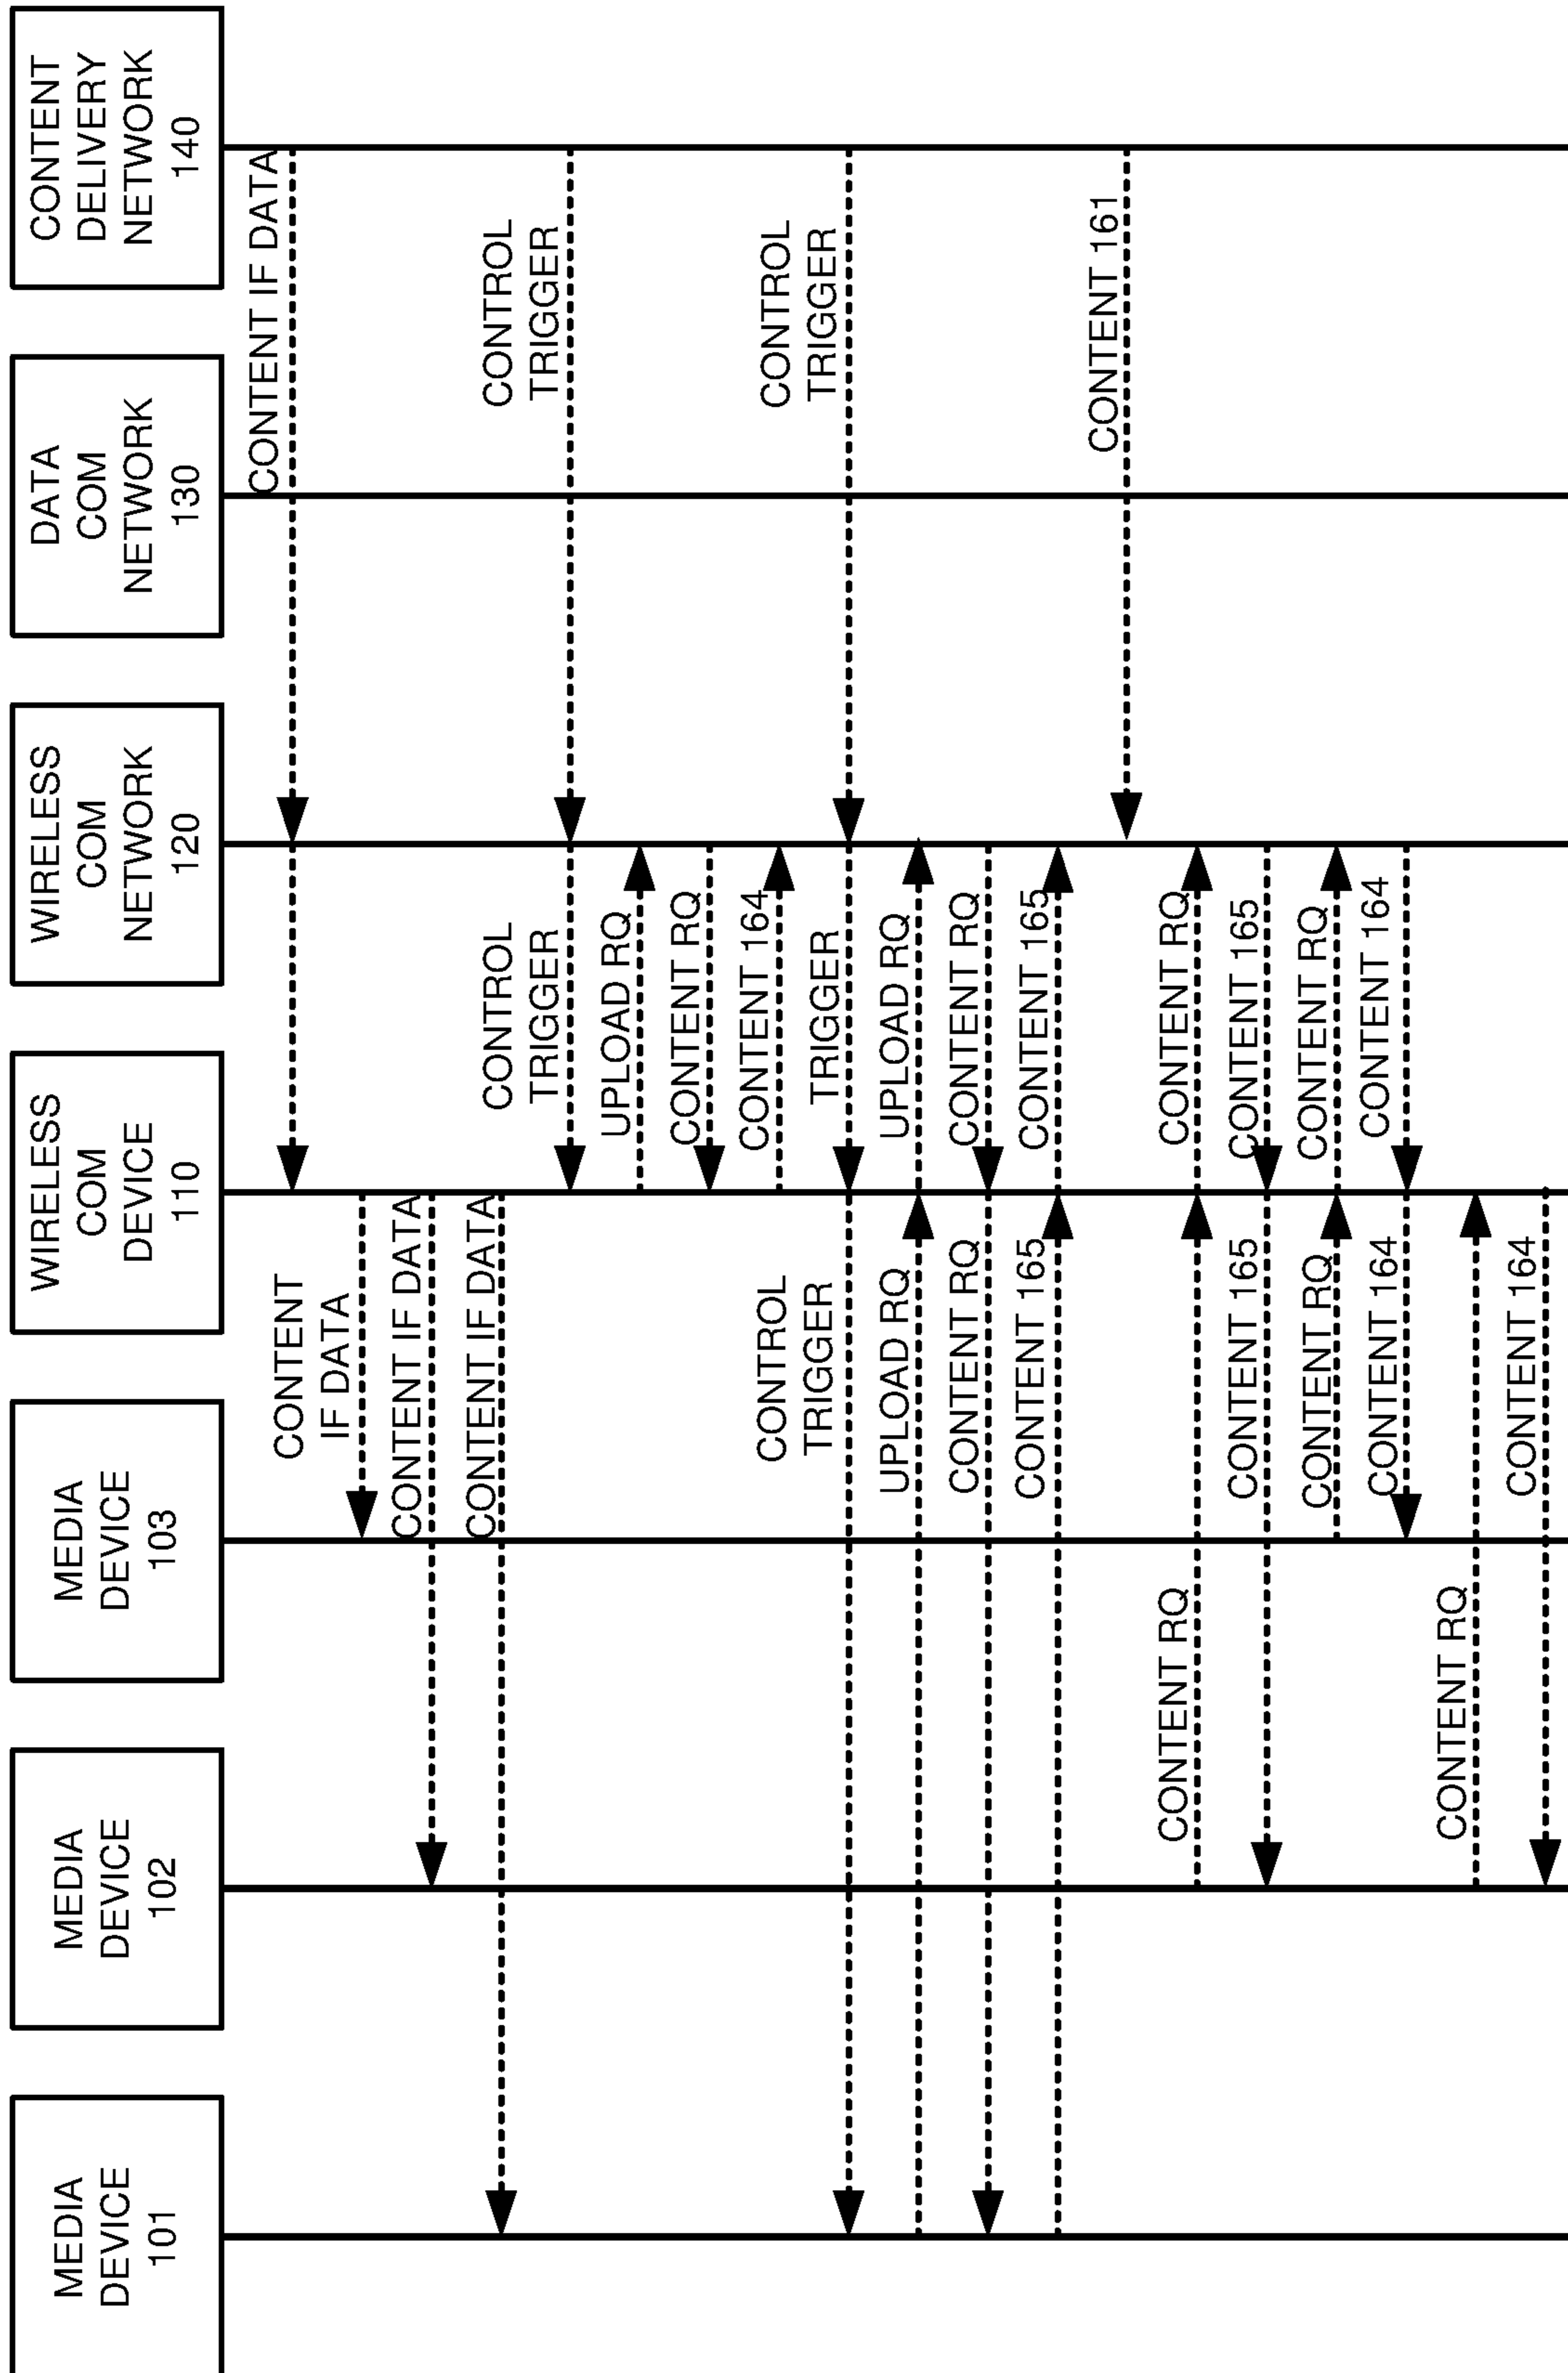 MEDIA
DEVICE
101
MEDIA
DEVICE
102
MEDIA
DEVICE
103
WIRELESS
COM
DEVICE
110
WIRELESS
COM
NETWORK
120
DATA
COM
NETWORK
130
CONTENT
DELIVERY
NETWORK
140
CONTENT IF DATA
CONTENT
IF DATA
CONTENT IF DATA
CONTENT IF DATA
CONTROL
TRIGGER
CONTROL
TRIGGER
UPLOAD RQ
CONTENT RQ
CONTENT 164
CONTROL
TRIGGER
TRIGGER
CONTROL
TRIGGER
UPLOAD RQ
UPLOAD RQ
CONTENT RQ
CONTENT RQ
CONTENT 165
CONTENT 165
CONTENT 161
CONTENT RQ
CONTENT RQ
CONTENT 165
CONTENT 165
CONTENT RQ
CONTENT RQ
CONTENT 164
CONTENT 164
CONTENT RQ
CONTENT 164